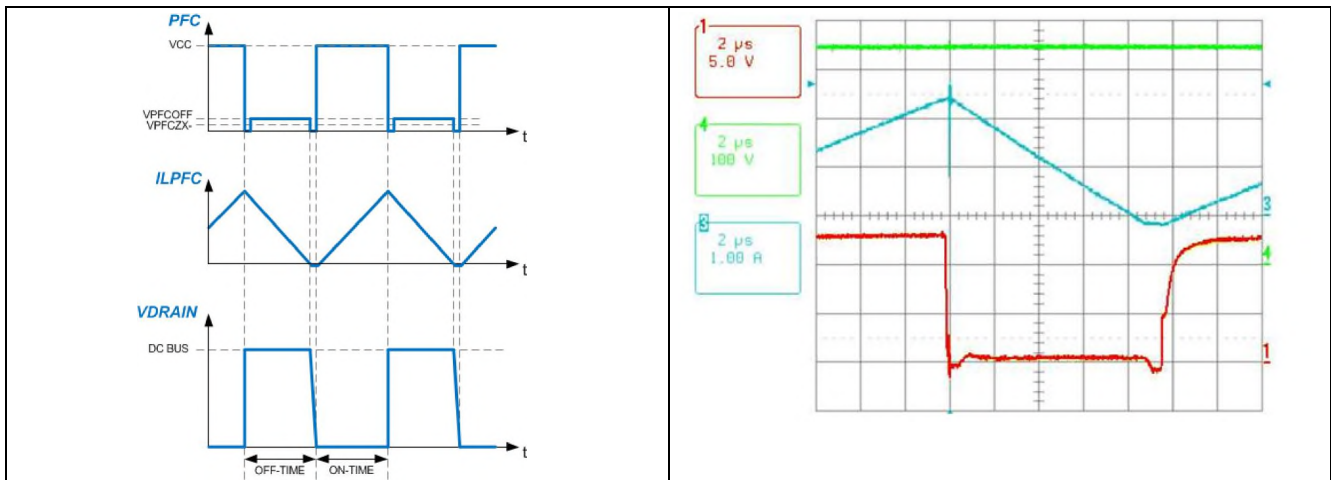 PFC
VCC
VPFCOFF
VPFCZX-
t
ILPFC
t
VDRAIN
DC BUS
t
OFF-TIME
ON-TIME
1
2 µs
5.0 V
4
2 µs
100 V
3
2 µs
1.00 A
3
4
1